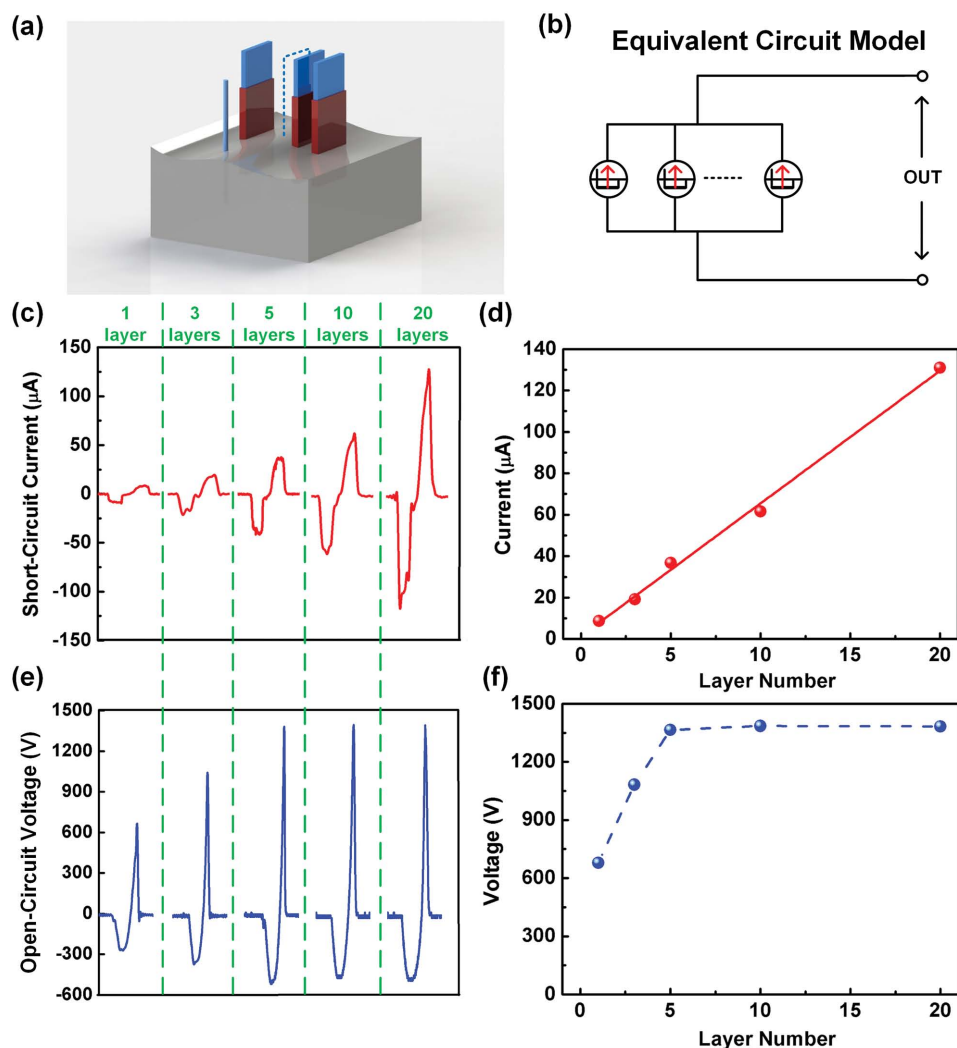 (a)
(b)
Equivalent Circuit Model
OUT
(c)
1 layer
3 layers
5 layers
10 layers
20 layers
Short-Circuit Current (µA)
150
100
50
0
-50
-100
-150
(d)
Current (µA)
140
120
100
80
60
40
20
0
0 5 10 15 20
Layer Number
(e)
Open-Circuit Voltage (V)
1500
1200
900
600
300
0
-300
-600
(f)
Voltage (V)
1800
1500
1200
900
600
300
0
0 5 10 15 20
Layer Number